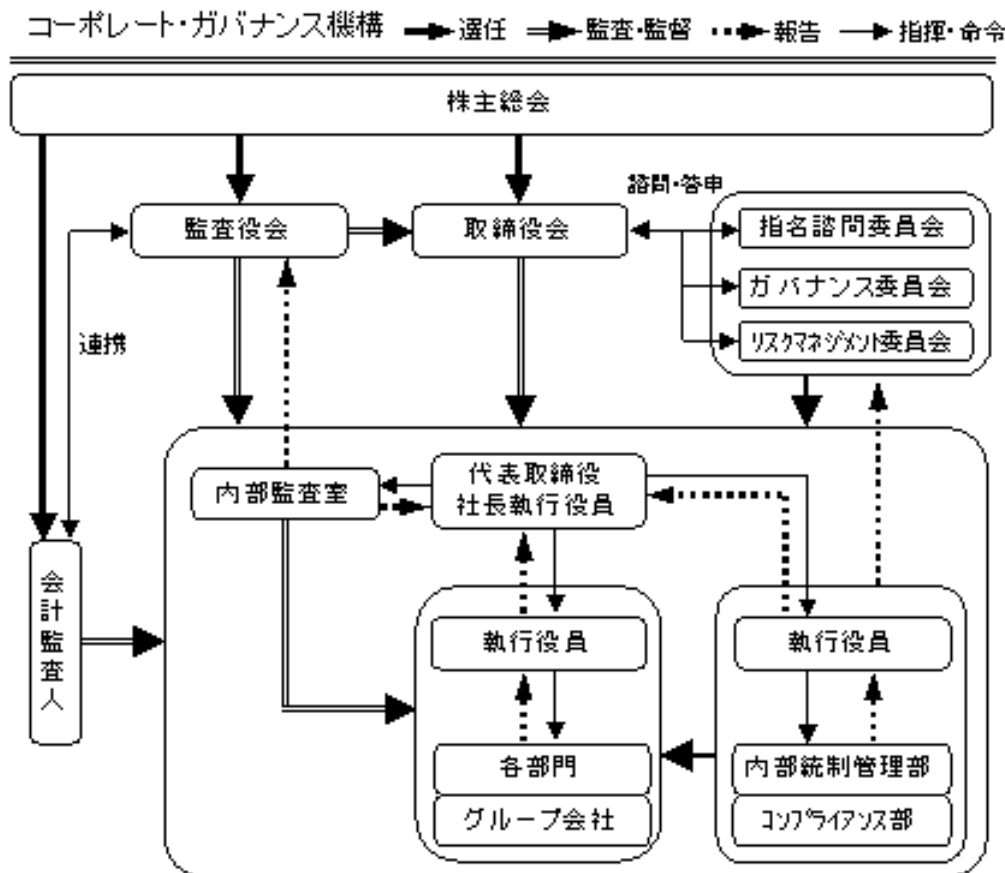 コーポレート・ガバナンス機構 選任 監査・監督 報告 指揮・命令
株主総会
諮問・答申
監査役会
取締役会
指名諮問委員会
ガバナンス委員会
リスクマネジメント委員会
連携
内部監査室
代表取締役
社長執行役員
会計監査人
執行役員
執行役員
各部門
グループ会社
内部統制管理部
コンプライアンス部